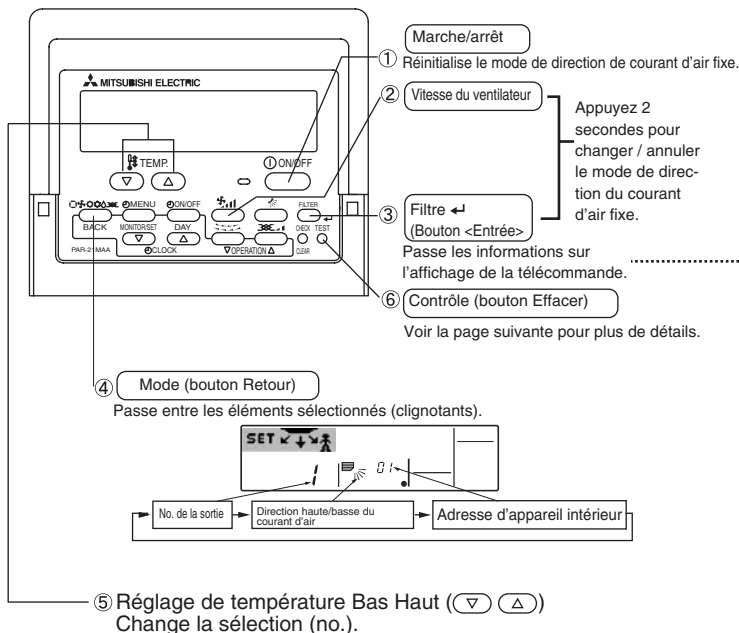 Marche/arrêt
① Réinitialise le mode de direction de courant d'air fixe.
MITSUBISHI ELECTRIC
② Vitesse du ventilateur
Appuyez 2
secondes pour
changer / annuler
le mode de direc-
tion du courant
d'air fixe.
TEMP.
ON/OFF
MENU
ON/OFF
FILTER
BACK
MONITOR/SET
DAY
CHECK
TEST
PAR-21MAA
CLOCK
▽OPERATION△
CLEAR
③ Filtre ↵
(Bouton <Entrée>
Passe les informations sur
l'affichage de la télécommande.
⑥ Contrôle (bouton Effacer)
Voir la page suivante pour plus de détails.
④ Mode (bouton Retour)
Passe entre les éléments sélectionnés (clignotants).
SET
1
01
No. de la sortie
Direction haute/basse du
courant d'air
Adresse d'appareil intérieur
⑤ Réglage de température Bas Haut (▽ △)
Change la sélection (no.).